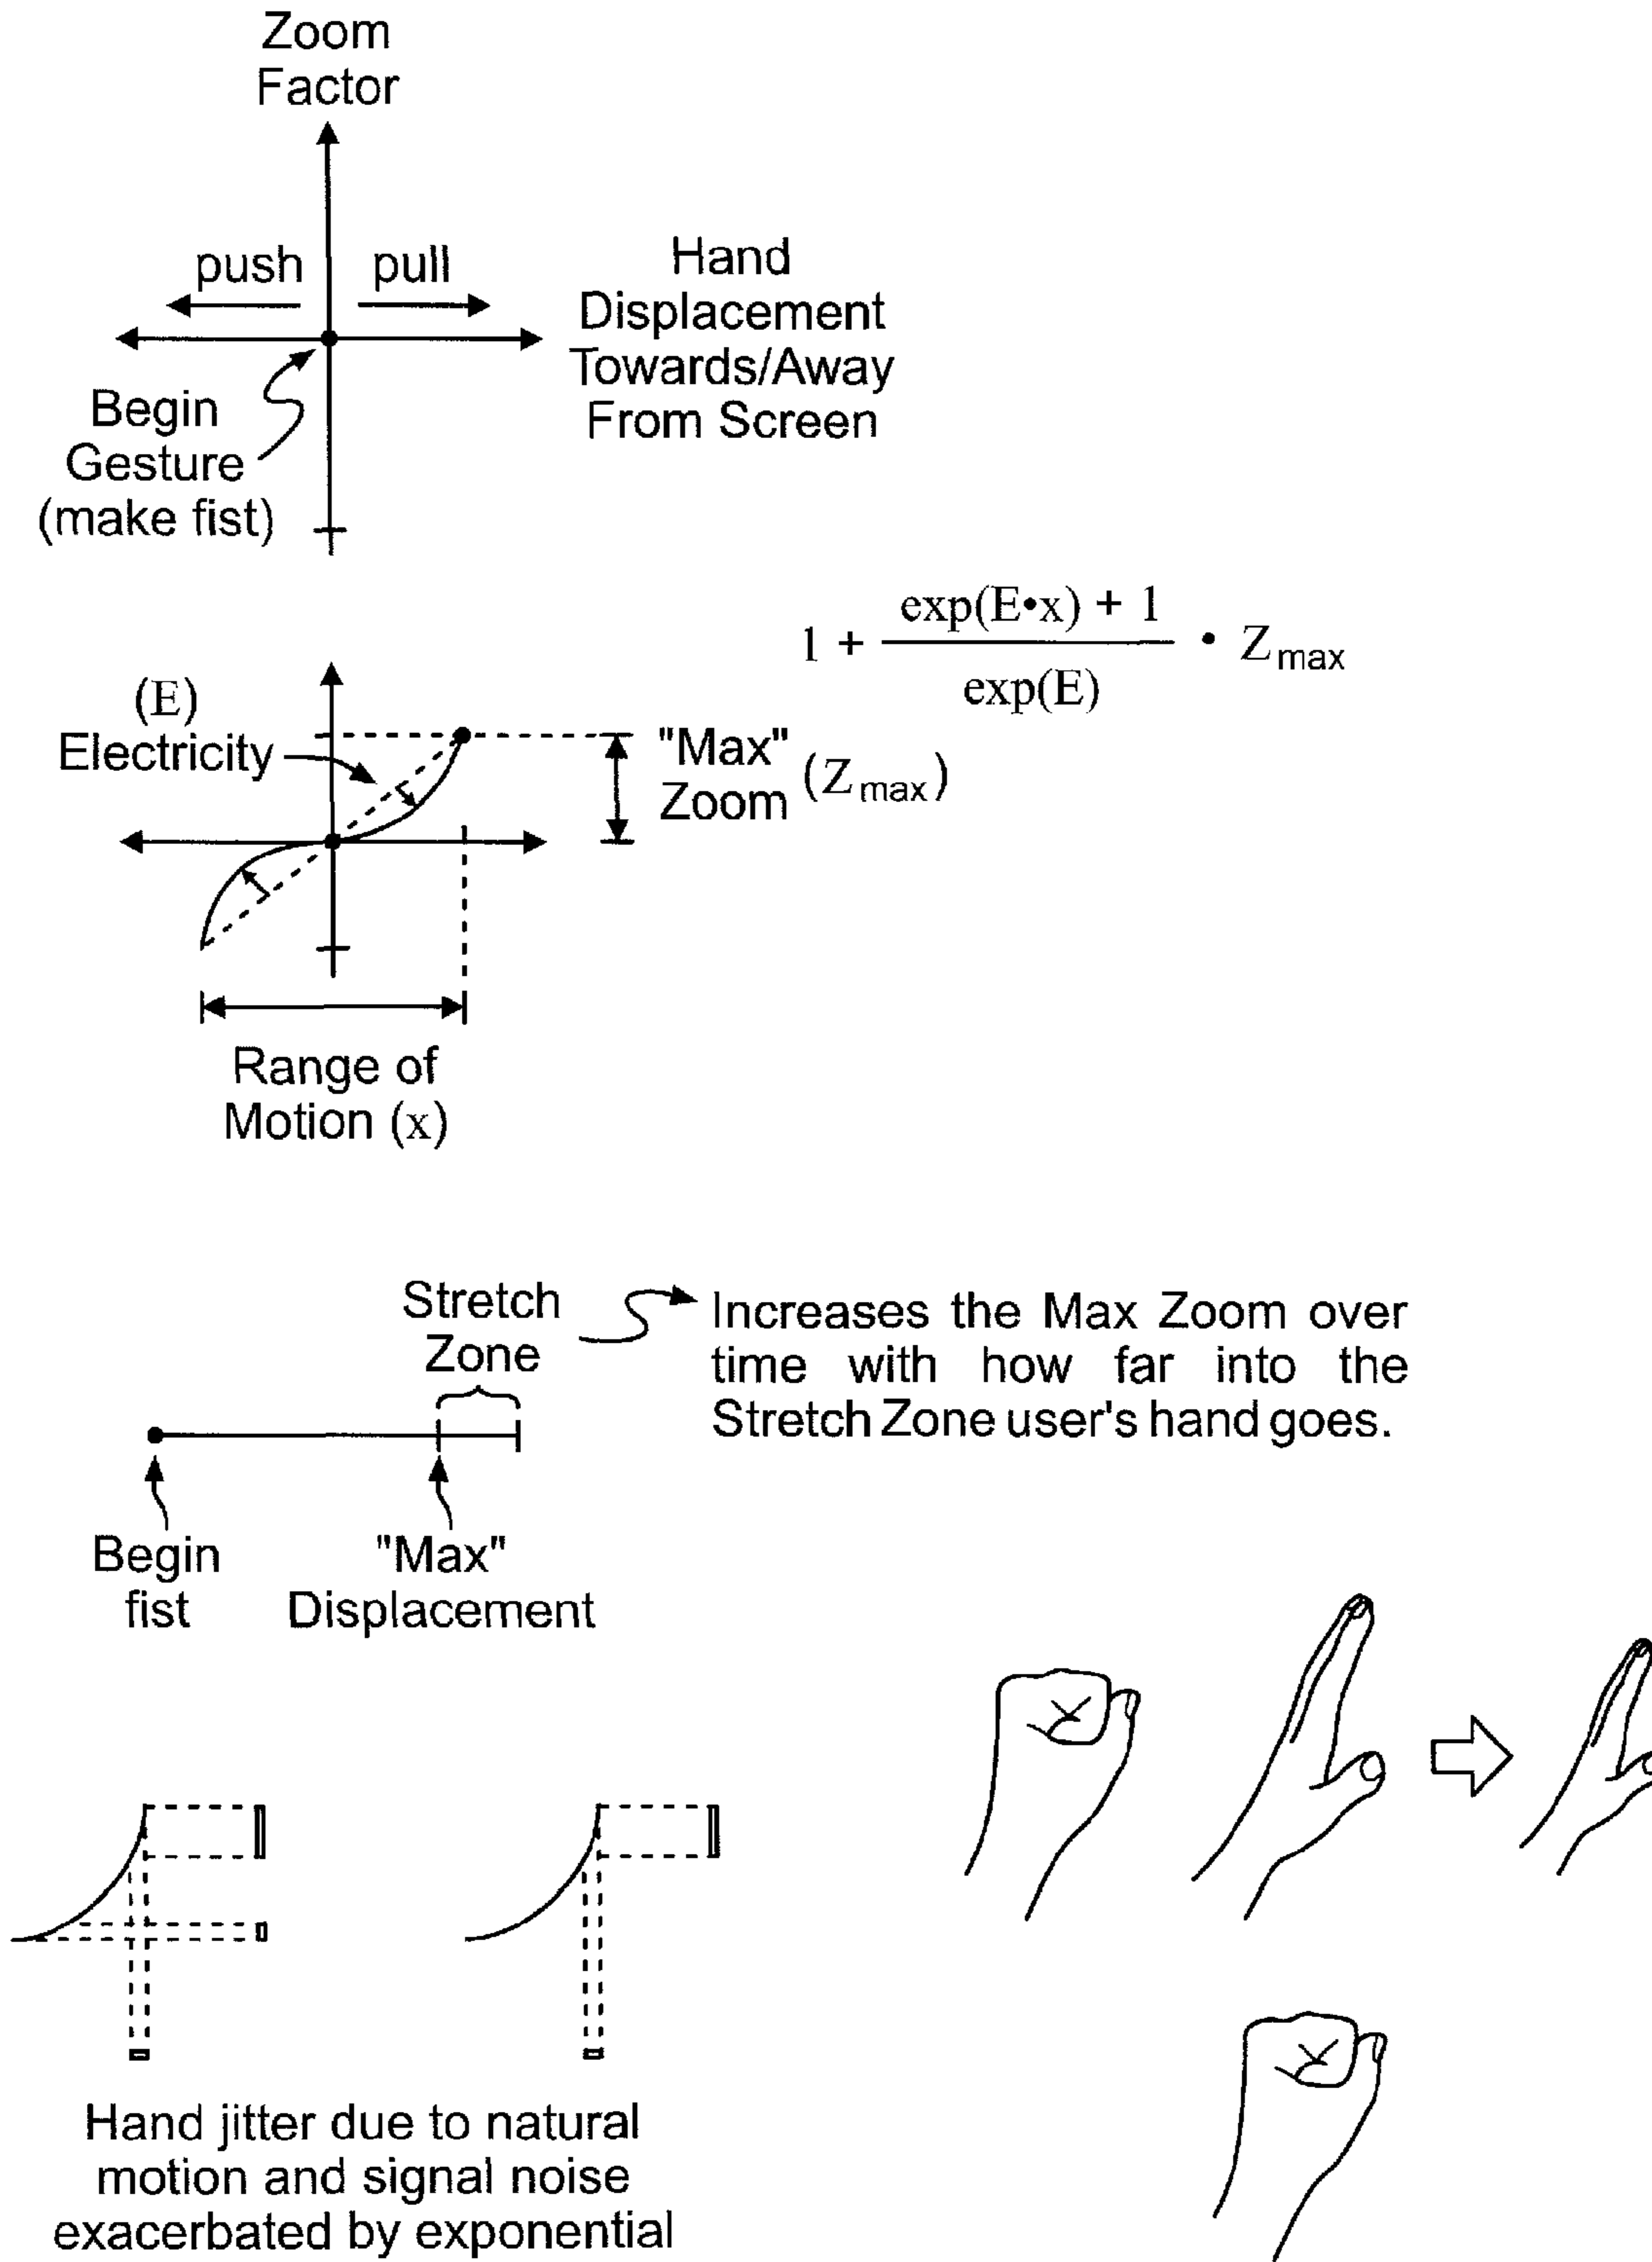 Zoom
Factor
push
pull
Hand
Displacement
Towards/Away
From Screen
Begin
Gesture
(make fist)
1 + exp(E•x) + 1 / exp(E) • Zmax
(E)
Electricity
"Max"
Zoom
(Zmax)
Range of
Motion (x)
Stretch
Zone
Increases the Max Zoom over
time with how far into the
Stretch Zone user's hand goes.
Begin
fist
"Max"
Displacement
Hand jitter due to natural
motion and signal noise
exacerbated by exponential